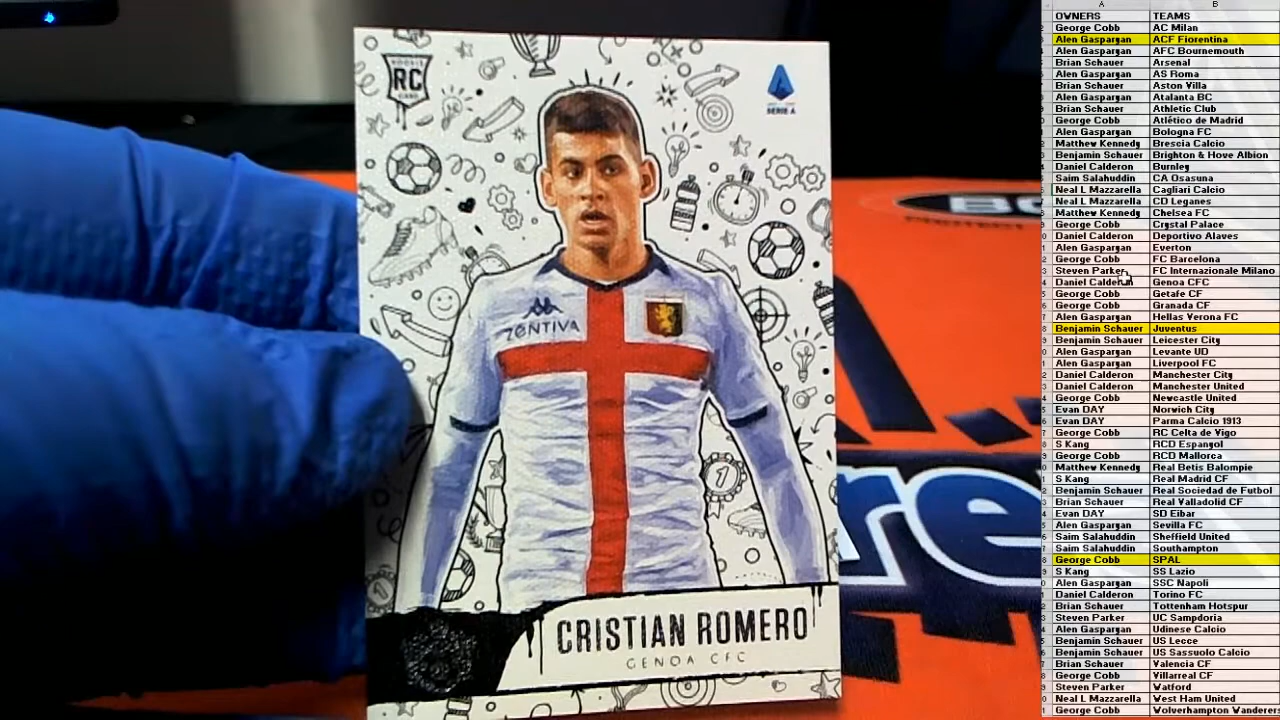 ROOKIE
RC
CARD
SERIE A
ZENTIVA
1
CRISTIAN ROMERO
GENOA CFC
A B
OWNERS TEAMS
George Cobb AC Milan
Alen Gaspargan ACF Fiorentina
Alen Gaspargan AFC Bournemouth
Brian Schauer Arsenal
Alen Gaspargan AS Roma
Brian Schauer Aston Villa
Alen Gaspargan Atalanta BC
Brian Schauer Athletic Club
George Cobb Atlético de Madrid
Alen Gaspargan Bologna FC
Matthew Kennedy Brescia Calcio
Benjamin Schauer Brighton & Hove Albion
Daniel Calderon Burnley
Saim Salahuddin CA Osasuna
Neal L Mazzarella Cagliari Calcio
Neal L Mazzarella CD Leganes
Matthew Kennedy Chelsea FC
George Cobb Crystal Palace
Daniel Calderon Deportivo Alaves
Alen Gaspargan Everton
George Cobb FC Barcelona
Steven Parker FC Internazionale Milano
Daniel Calderon Genoa CFC
George Cobb Getafe CF
George Cobb Granada CF
Alen Gaspargan Hellas Verona FC
Benjamin Schauer Juventus
Benjamin Schauer Leicester City
Alen Gaspargan Levante UD
Alen Gaspargan Liverpool FC
Daniel Calderon Manchester City
Daniel Calderon Manchester United
George Cobb Newcastle United
Evan DAY Norwich City
Evan DAY Parma Calcio 1913
George Cobb RC Celta de Vigo
S Kang RCD Espanyol
George Cobb RCD Mallorca
Matthew Kennedy Real Betis Balompie
S Kang Real Madrid CF
Benjamin Schauer Real Sociedad de Futbol
Brian Schauer Real Valladolid CF
Evan DAY SD Eibar
Alen Gaspargan Sevilla FC
Saim Salahuddin Sheffield United
Saim Salahuddin Southampton
George Cobb SPAL
S Kang SS Lazio
Alen Gaspargan SSC Napoli
Daniel Calderon Torino FC
Brian Schauer Tottenham Hotspur
Steven Parker UC Sampdoria
Alen Gaspargan Udinese Calcio
Benjamin Schauer US Lecce
Benjamin Schauer US Sassuolo Calcio
Brian Schauer Valencia CF
George Cobb Villarreal CF
Steven Parker Watford
Neal L Mazzarella West Ham United
George Cobb Wolverhampton Wanderers